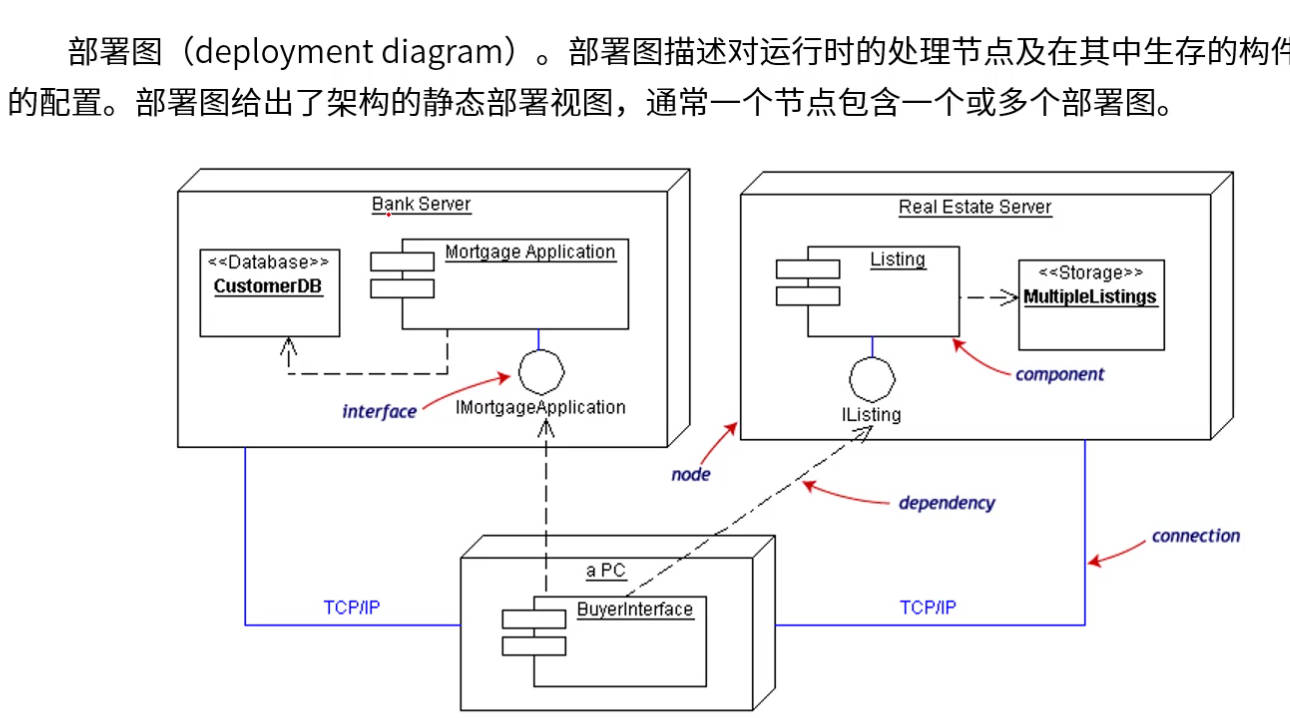 部署图（deployment diagram）。部署图描述对运行时的处理节点及在其中生存的构件
的配置。部署图给出了架构的静态部署视图，通常一个节点包含一个或多个部署图。
Bank Server
Real Estate Server
<<Database>>
CustomerDB
Mortgage Application
Listing
<<Storage>>
MultipleListings
interface
IMortgageApplication
component
IListing
node
dependency
connection
a PC
TCP/IP
BuyerInterface
TCP/IP